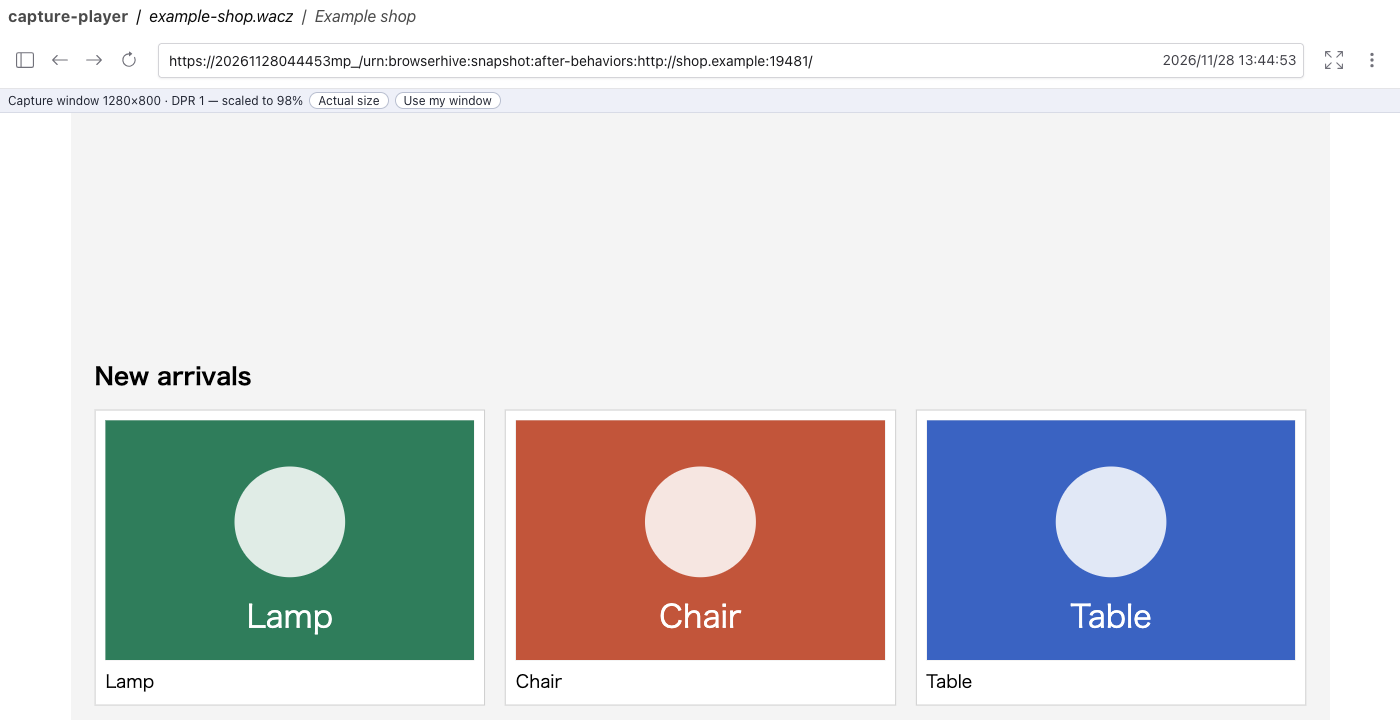 capture-player / example-shop.wacz / Example shop
https://20261128044453mp_/urn:browserhive:snapshot:after-behaviors:http://shop.example:19481/ 2026/11/28 13:44:53
Capture window 1280×800 · DPR 1 — scaled to 98% Actual size Use my window
New arrivals
Lamp Chair Table
Lamp Chair Table